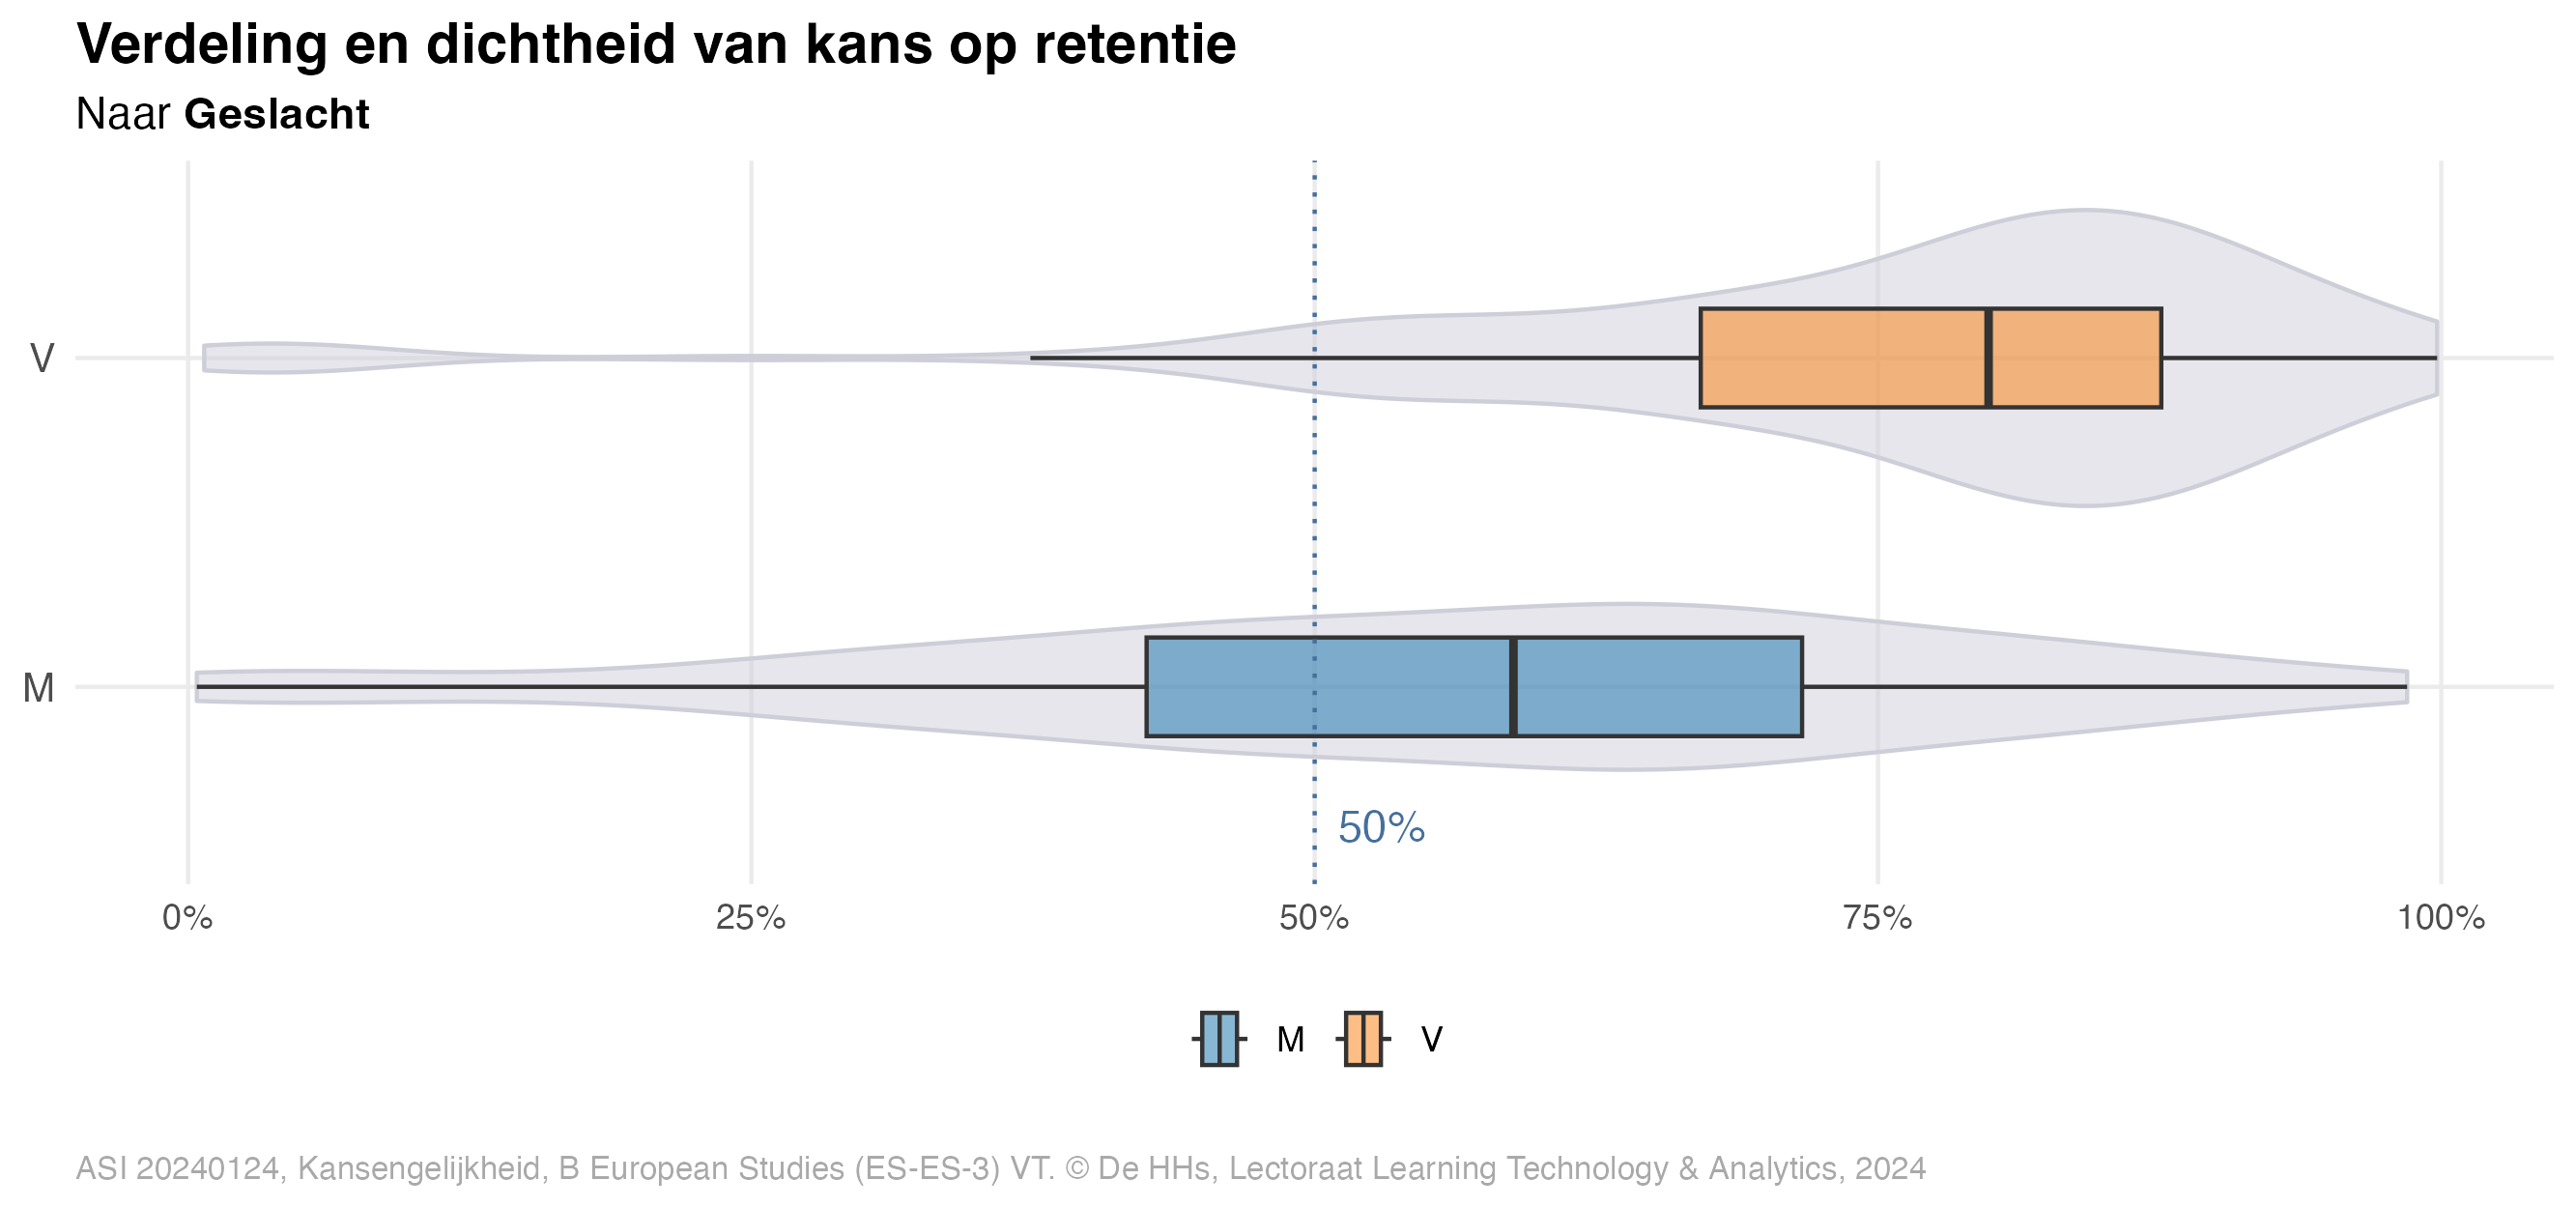 Verdeling en dichtheid van kans op retentie
Naar Geslacht
V
M
50%
0%
25%
50%
75%
100%
M
V
ASI 20240124, Kansengelijkheid, B European Studies (ES-ES-3) VT. © De HHs, Lectoraat Learning Technology & Analytics, 2024